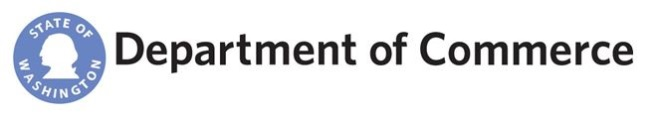 STATE OF
WASHINGTON
Department of Commerce